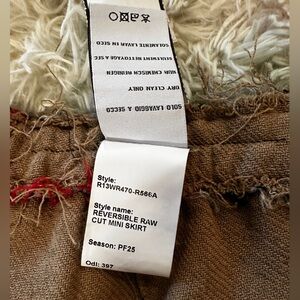 SOLO LAVAGGIO A SECCO
DRY CLEAN ONLY
NUR CHEMISCH REINIGEN
SEULEMENT NETTOYAGE A SEC
SOLAMENTE LAVAR EN SECO
Style:
R13WR470-R566A
Style name:
REVERSIBLE RAW
CUT MINI SKIRT
Season: PF25
Odi: 397